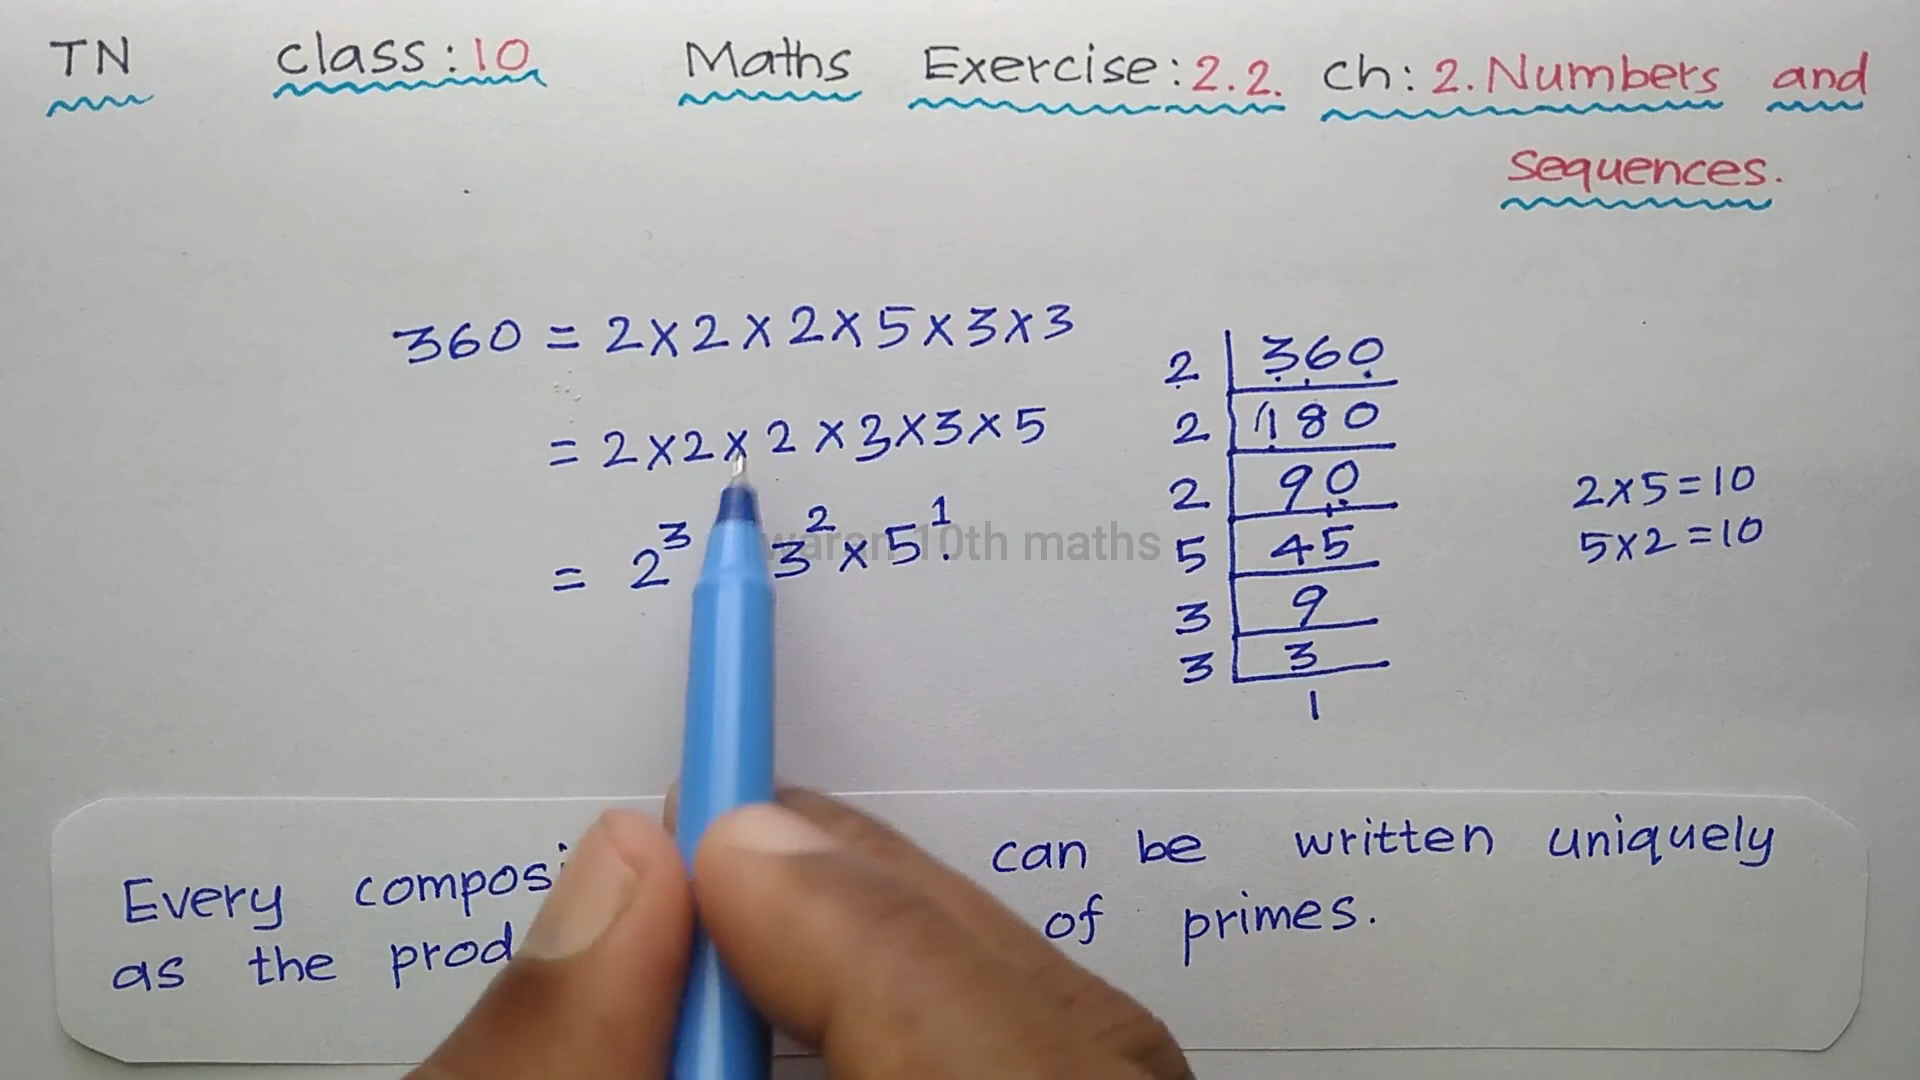 TN class:10 Maths Exercise:2.2. Ch:2.Numbers and
Sequences.
360 = 2×2×2×5×3×3
= 2×2×2×3×3×5
= 2³ 3²×5¹.
2 | 360
2 | 180
2 | 90
5 | 45
3 | 9
3 | 3
1
2×5=10
5×2=10
10th maths
Every can be written uniquely
as the of primes.